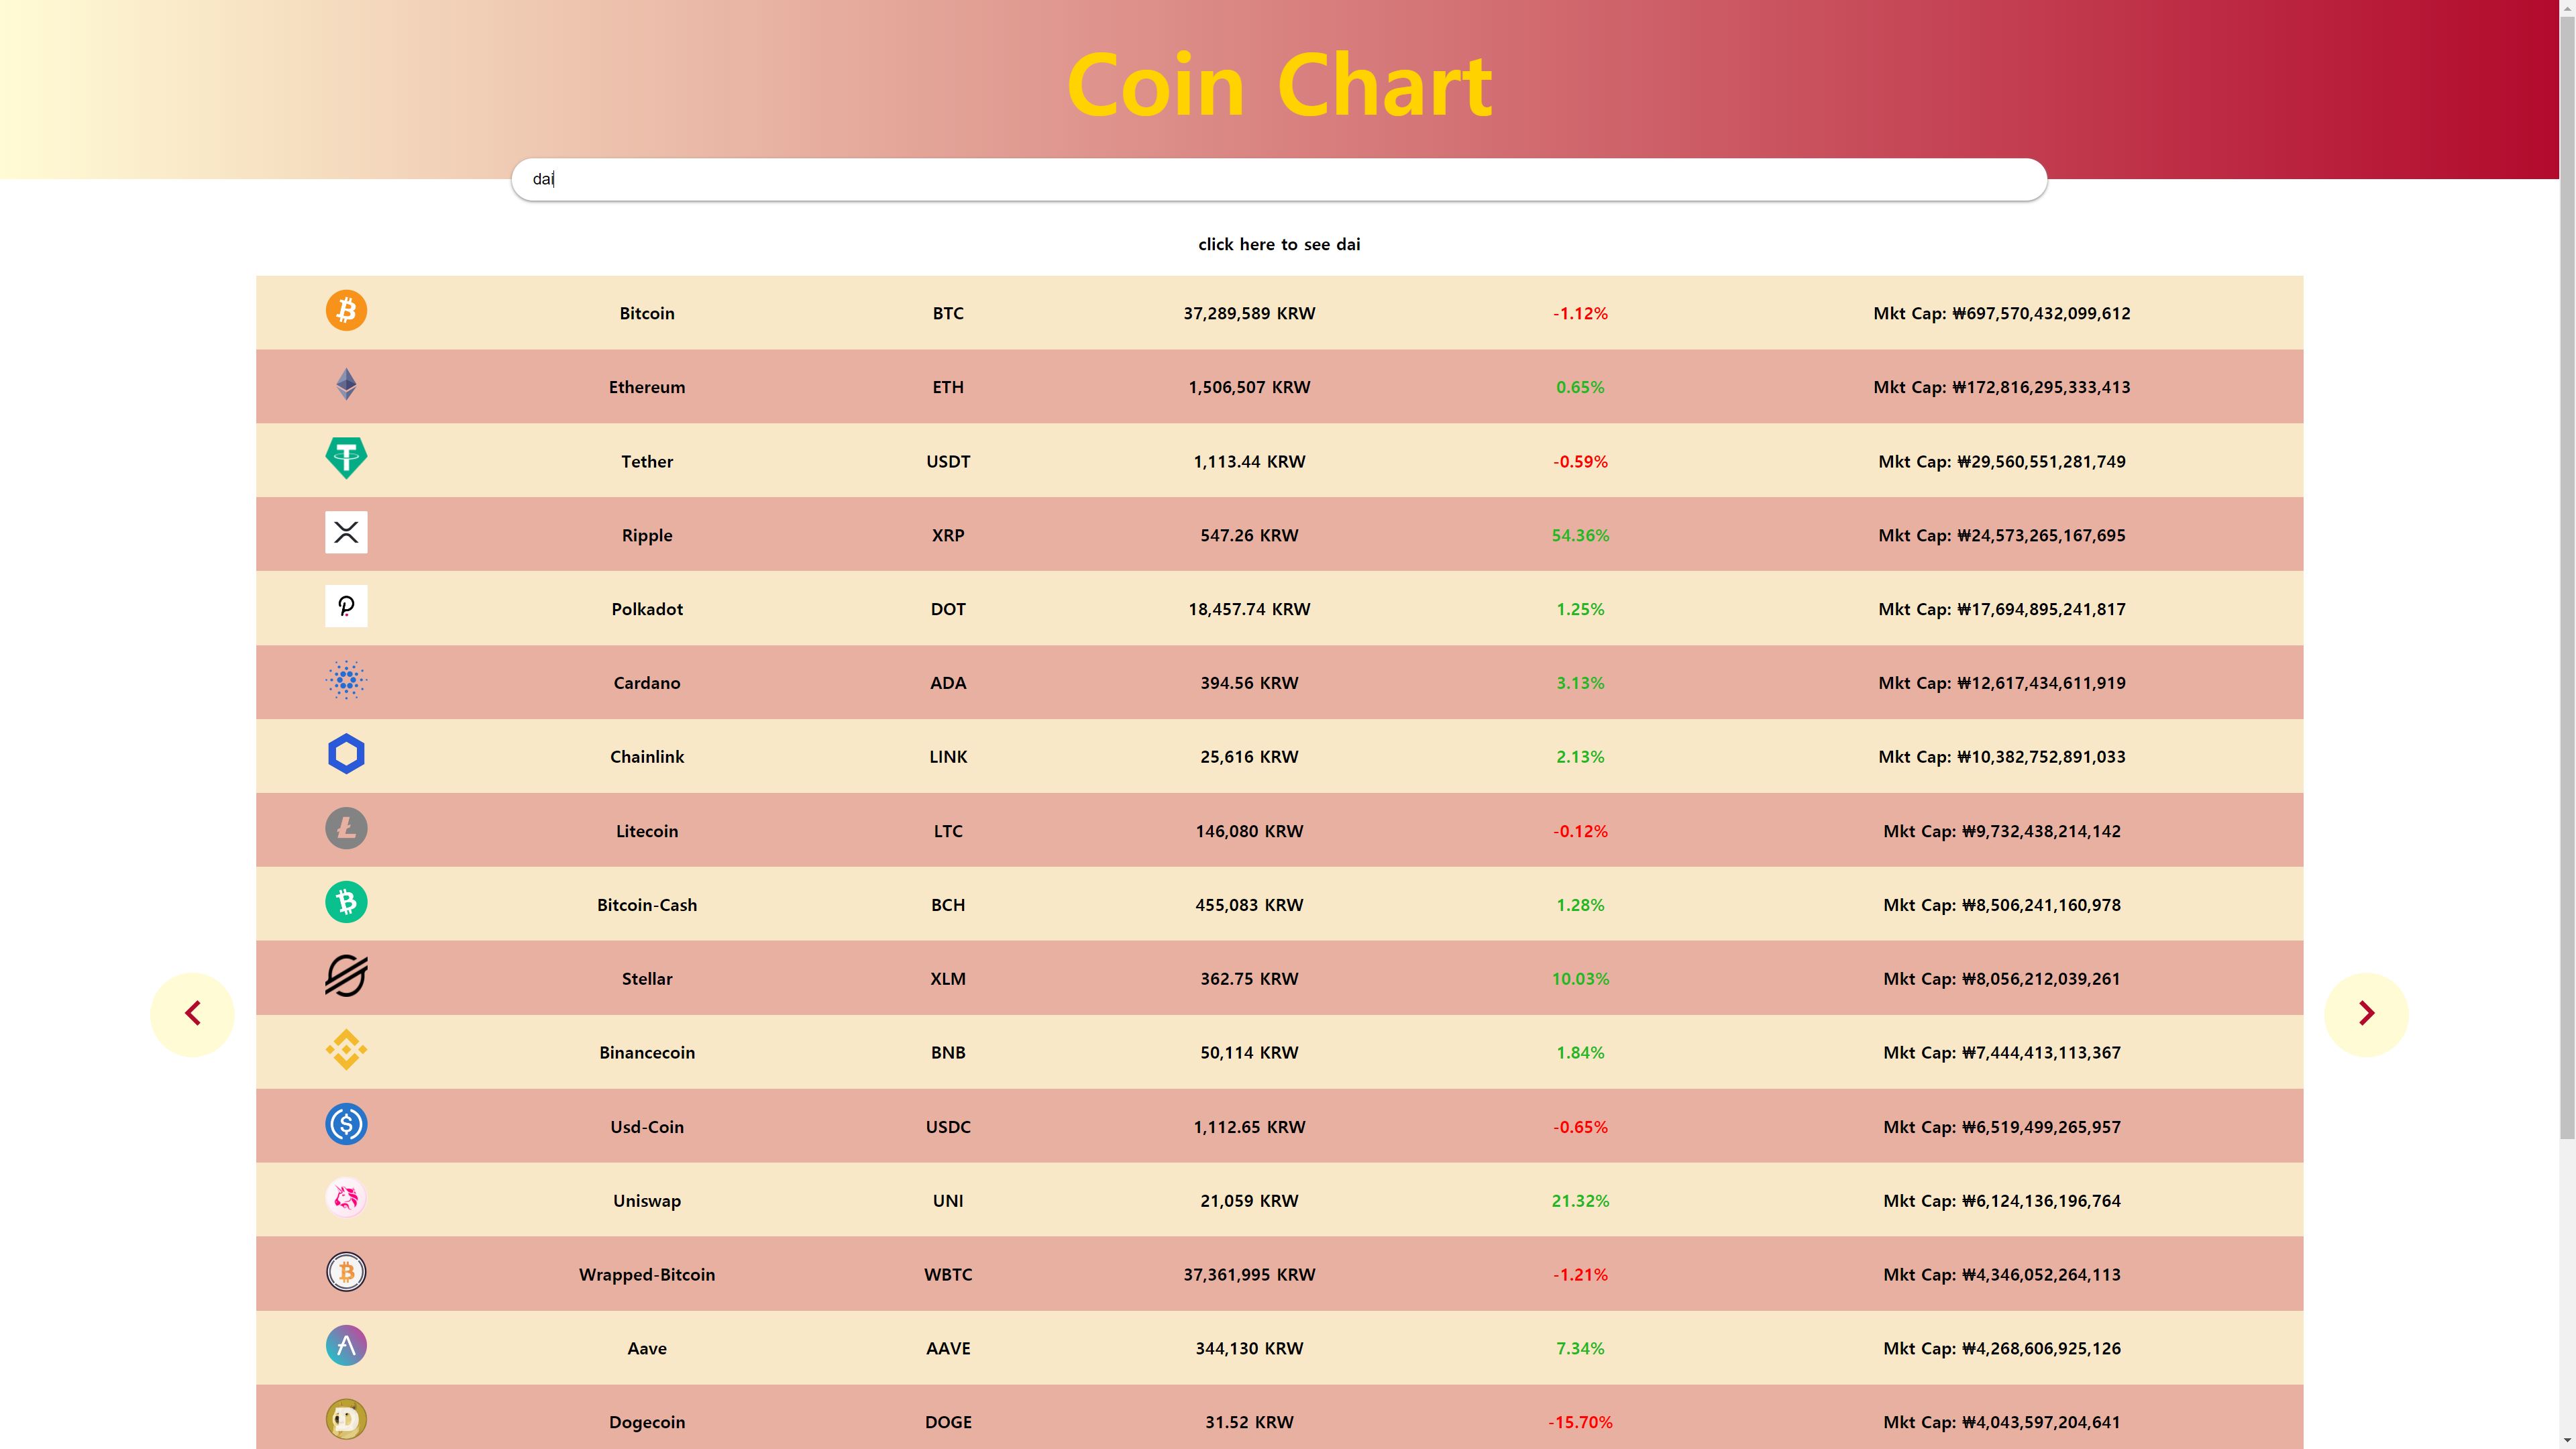 Coin Chart
dai
click here to see dai
Bitcoin BTC 37,289,589 KRW -1.12% Mkt Cap: ₩697,570,432,099,612
Ethereum ETH 1,506,507 KRW 0.65% Mkt Cap: ₩172,816,295,333,413
Tether USDT 1,113.44 KRW -0.59% Mkt Cap: ₩29,560,551,281,749
Ripple XRP 547.26 KRW 54.36% Mkt Cap: ₩24,573,265,167,695
Polkadot DOT 18,457.74 KRW 1.25% Mkt Cap: ₩17,694,895,241,817
Cardano ADA 394.56 KRW 3.13% Mkt Cap: ₩12,617,434,611,919
Chainlink LINK 25,616 KRW 2.13% Mkt Cap: ₩10,382,752,891,033
Litecoin LTC 146,080 KRW -0.12% Mkt Cap: ₩9,732,438,214,142
Bitcoin-Cash BCH 455,083 KRW 1.28% Mkt Cap: ₩8,506,241,160,978
Stellar XLM 362.75 KRW 10.03% Mkt Cap: ₩8,056,212,039,261
Binancecoin BNB 50,114 KRW 1.84% Mkt Cap: ₩7,444,413,113,367
Usd-Coin USDC 1,112.65 KRW -0.65% Mkt Cap: ₩6,519,499,265,957
Uniswap UNI 21,059 KRW 21.32% Mkt Cap: ₩6,124,136,196,764
Wrapped-Bitcoin WBTC 37,361,995 KRW -1.21% Mkt Cap: ₩4,346,052,264,113
Aave AAVE 344,130 KRW 7.34% Mkt Cap: ₩4,268,606,925,126
Dogecoin DOGE 31.52 KRW -15.70% Mkt Cap: ₩4,043,597,204,641